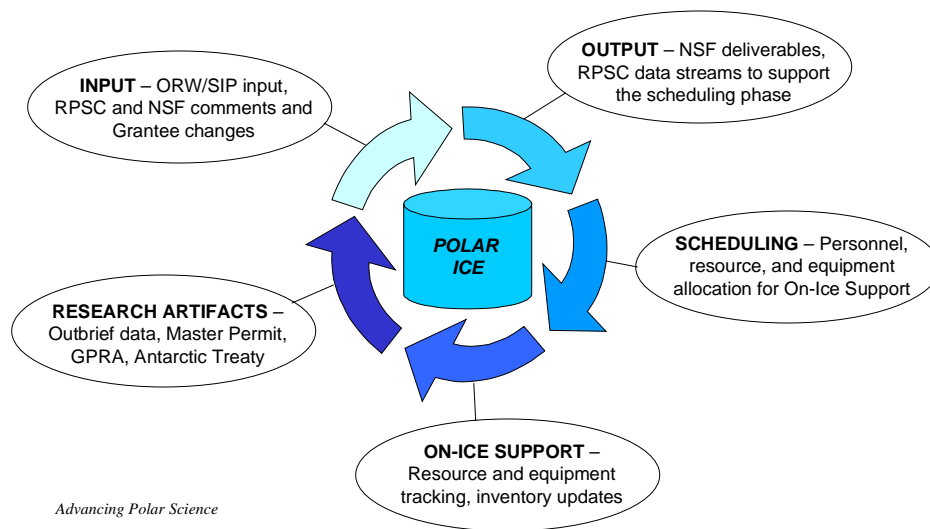 INPUT – ORW/SIP input,
RPSC and NSF comments and
Grantee changes
OUTPUT – NSF deliverables,
RPSC data streams to support
the scheduling phase
POLAR
ICE
SCHEDULING – Personnel,
resource, and equipment
allocation for On-Ice Support
RESEARCH ARTIFACTS –
Outbrief data, Master Permit,
GPRA, Antarctic Treaty
ON-ICE SUPPORT –
Resource and equipment
tracking, inventory updates
Advancing Polar Science